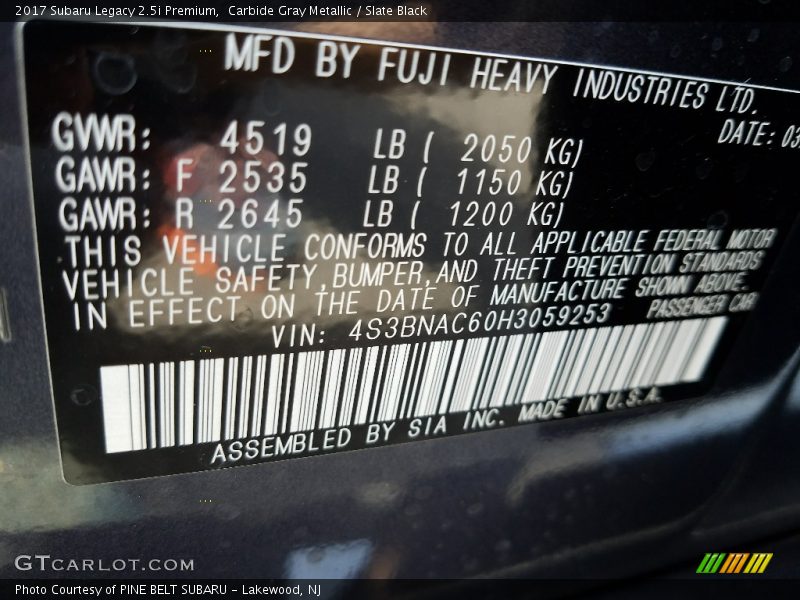 2017 Subaru Legacy 2.5i Premium,  Carbide Gray Metallic / Slate Black
MFD BY FUJI HEAVY INDUSTRIES LTD.
DATE: 03
GVWR: 4519 LB ( 2050 KG)
GAWR: F 2535 LB ( 1150 KG)
GAWR: R 2645 LB ( 1200 KG)
THIS VEHICLE CONFORMS TO ALL APPLICABLE FEDERAL MOTOR
VEHICLE SAFETY,BUMPER,AND THEFT PREVENTION STANDARDS
IN EFFECT ON THE DATE OF MANUFACTURE SHOWN ABOVE.
VIN: 4S3BNAC60H3059253 PASSENGER CAR
ASSEMBLED BY SIA INC. MADE IN U.S.A.
GTCARLOT.COM
Photo Courtesy of PINE BELT SUBARU - Lakewood, NJ